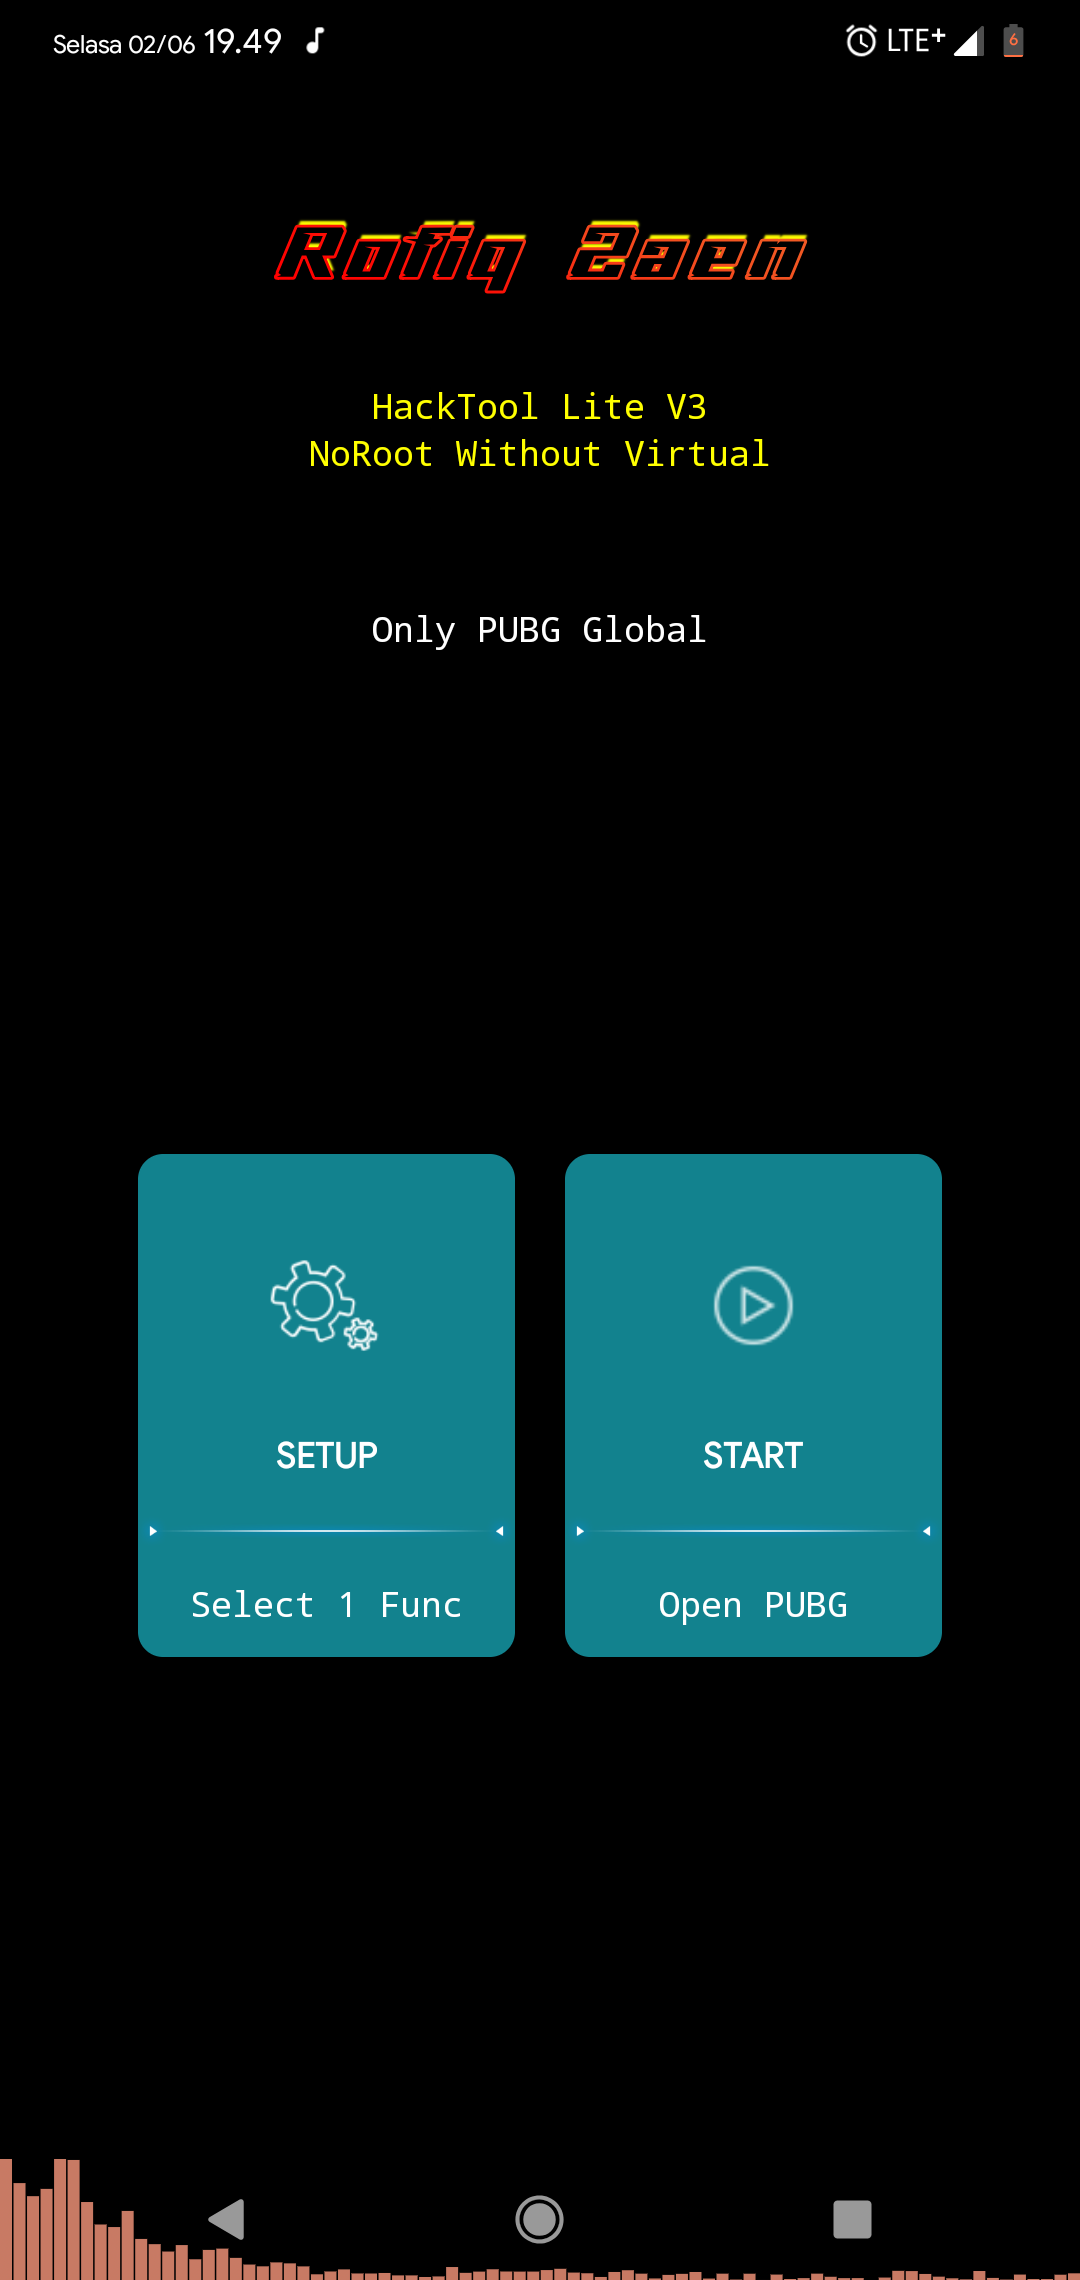 Selasa 02/06 19.49 LTE+ 6
Rofiq Zaen
HackTool Lite V3
NoRoot Without Virtual
Only PUBG Global
SETUP
Select 1 Func
START
Open PUBG